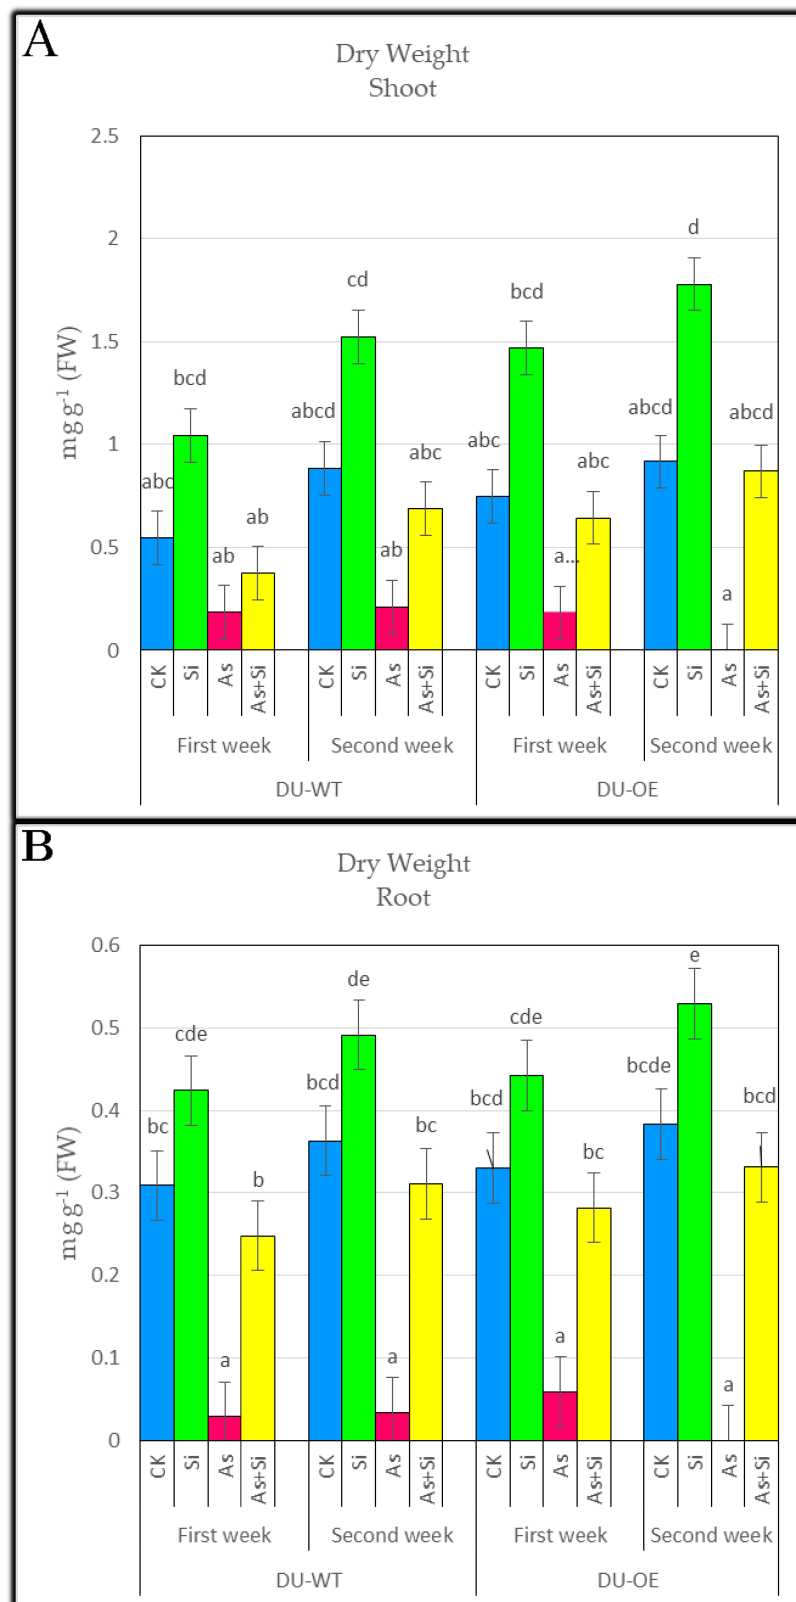 A
Dry Weight
Shoot
mg g-1 (FW)
2.5
2
1.5
1
0.5
0
abc
bcd
ab
ab
abcd
cd
ab
abc
abc
bcd
a...
abc
abcd
d
a
abcd
CK Si As As+Si CK Si As As+Si CK Si As As+Si CK Si As As+Si
First week Second week First week Second week
DU-WT DU-OE
B
Dry Weight
Root
mg g-1 (FW)
0.6
0.5
0.4
0.3
0.2
0.1
0
bc
cde
a
b
bcd
de
a
bc
bcd
cde
a
bc
bcde
e
a
bcd
CK Si As As+Si CK Si As As+Si CK Si As As+Si CK Si As As+Si
First week Second week First week Second week
DU-WT DU-OE